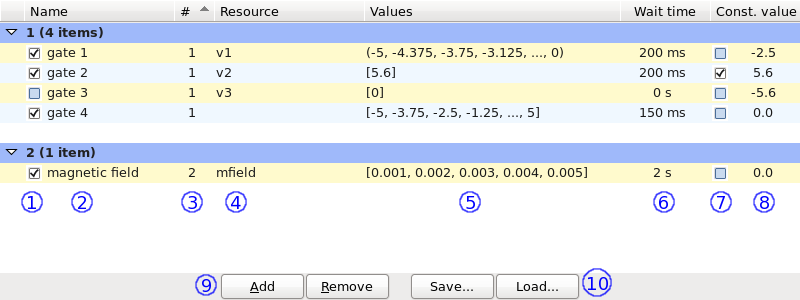 Name # Resource Values Wait time Const. value
1 (4 items)
gate 1 1 v1 (-5, -4.375, -3.75, -3.125, ..., 0) 200 ms -2.5
gate 2 1 v2 [5.6] 200 ms 5.6
gate 3 1 v3 [0] 0 s -5.6
gate 4 1 [-5, -3.75, -2.5, -1.25, ..., 5] 150 ms 0.0
2 (1 item)
magnetic field 2 mfield [0.001, 0.002, 0.003, 0.004, 0.005] 2 s 0.0
1 2 3 4 5 6 7 8
9 Add Remove Save... Load... 10